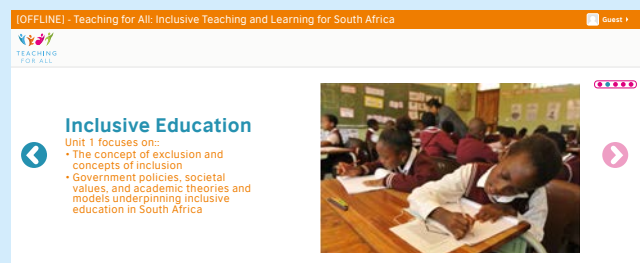 [OFFLINE] - Teaching for All: Inclusive Teaching and Learning for South Africa
Guest
TEACHING
FOR ALL
Inclusive Education
Unit 1 focuses on::
• The concept of exclusion and
concepts of inclusion
• Government policies, societal
values, and academic theories and
models underpinning inclusive
education in South Africa